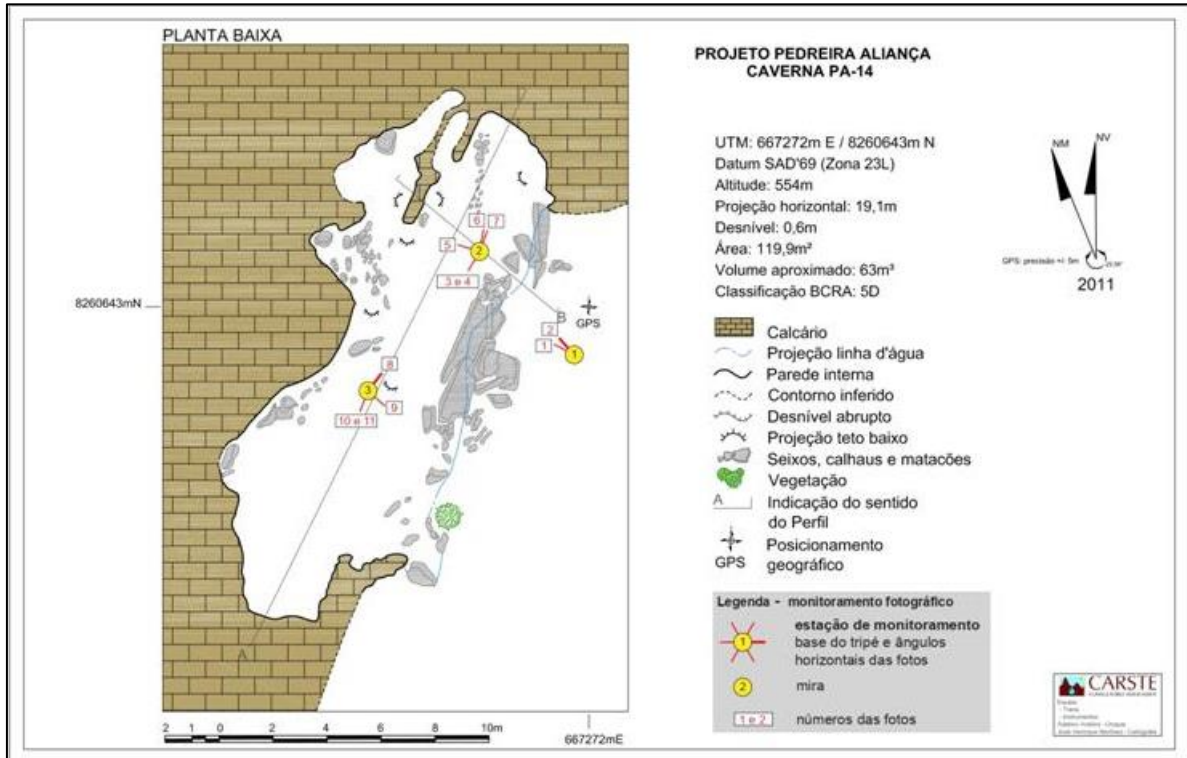 PLANTA BAIXA
PROJETO PEDREIRA ALIANÇA
CAVERNA PA-14
UTM: 667272m E / 8260643m N
Datum SAD'69 (Zona 23L)
Altitude: 554m
Projeção horizontal: 19,1m
Desnível: 0,6m
Área: 119,9m²
Volume aproximado: 63m³
Classificação BCRA: 5D
NM
NV
GPS: precisão +/- 5m
2011
8260643mN
6
7
5
2
3 e 4
B
GPS
2
1
1
8
3
9
10 e 11
A
Calcário
Projeção linha d'água
Parede interna
Contorno inferido
Desnível abrupto
Projeção teto baixo
Seixos, calhaus e matacões
Vegetação
A
Indicação do sentido
do Perfil
Posicionamento
GPS
geográfico
Legenda - monitoramento fotográfico
1
estação de monitoramento
base do tripé e ângulos
horizontais das fotos
2
mira
1 e 2
números das fotos
2 1 0 2 4 6 8 10m
667272mE
CARSTE